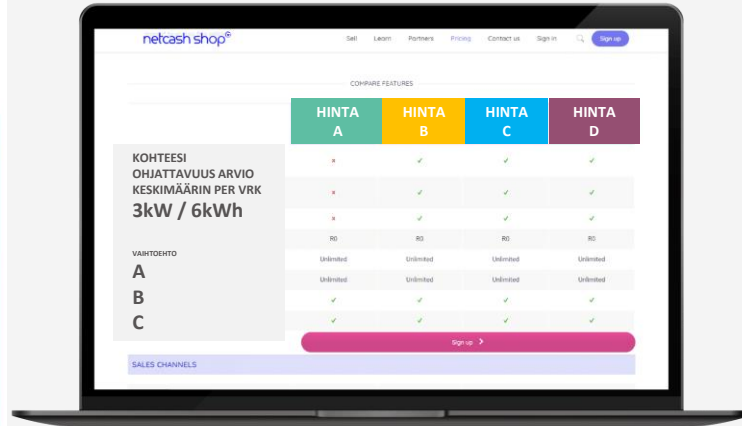 netcash shop
Sell Learn Partners Pricing Contact us Sign in Sign up
COMPARE FEATURES
HINTA A HINTA B HINTA C HINTA D
KOHTEESI
OHJATTAVUUS ARVIO
KESKIMÄÄRIN PER VRK
3kW / 6kWh
x ✓ ✓ ✓
x ✓ ✓ ✓
x ✓ ✓ ✓
R0 R0 R0 R0
VAIHTOEHTO
A
B
C
Unlimited Unlimited Unlimited Unlimited
Unlimited Unlimited Unlimited Unlimited
✓ ✓ ✓ ✓
✓ ✓ ✓ ✓
Sign up >
SALES CHANNELS